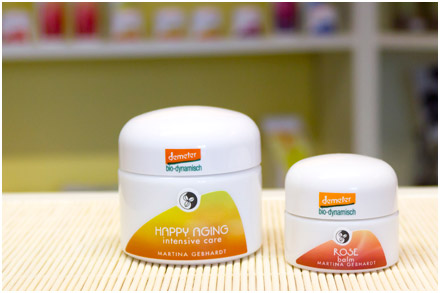 demeter
bio-dynamisch
HAPPY AGING
intensive care
MARTINA GEBHARDT
demeter
bio-dynamisch
ROSE
balm
MARTINA GEBHARDT